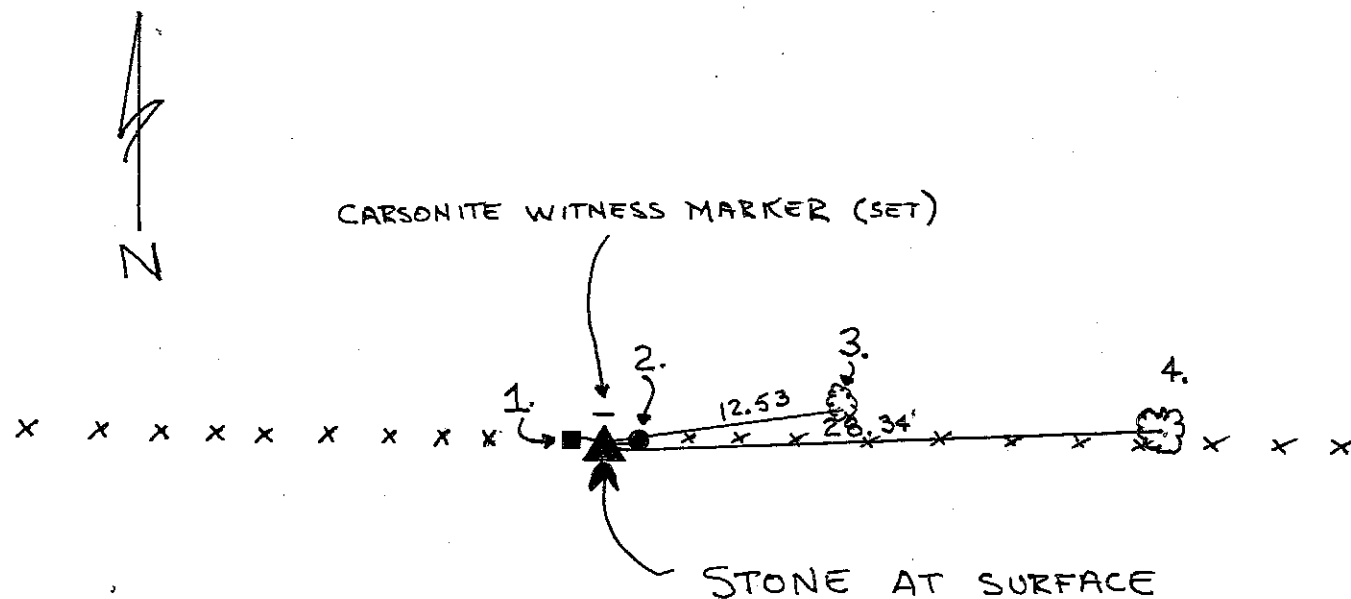 N
CARSONITE WITNESS MARKER (SET)
1.
2.
3.
4.
12.53
28.34'
STONE AT SURFACE